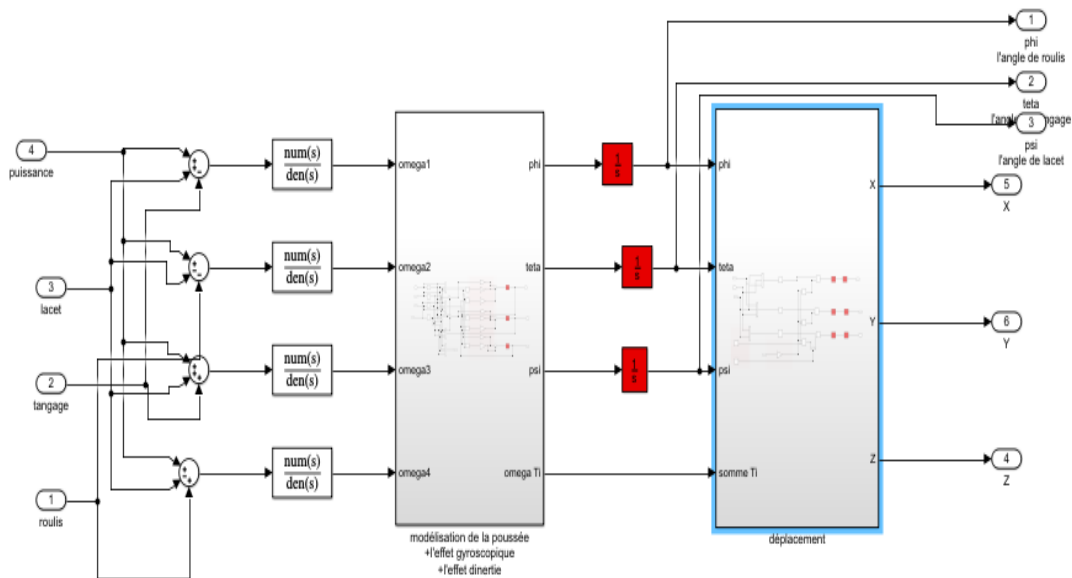 1
phi
l'angle de roulis
2
teta
3
psi
l'angle de lacet
4
puissance
num(s)
den(s)
omega1
phi
1
s
phi
X
5
X
3
lacet
num(s)
den(s)
omega2
teta
1
s
teta
Y
6
Y
2
tangage
num(s)
den(s)
omega3
psi
1
s
psi
1
roulis
num(s)
den(s)
omega4
omega Ti
somme Ti
Z
4
Z
modélisation de la poussée
+l'effet gyroscopique
+l'effet dinertie
déplacement